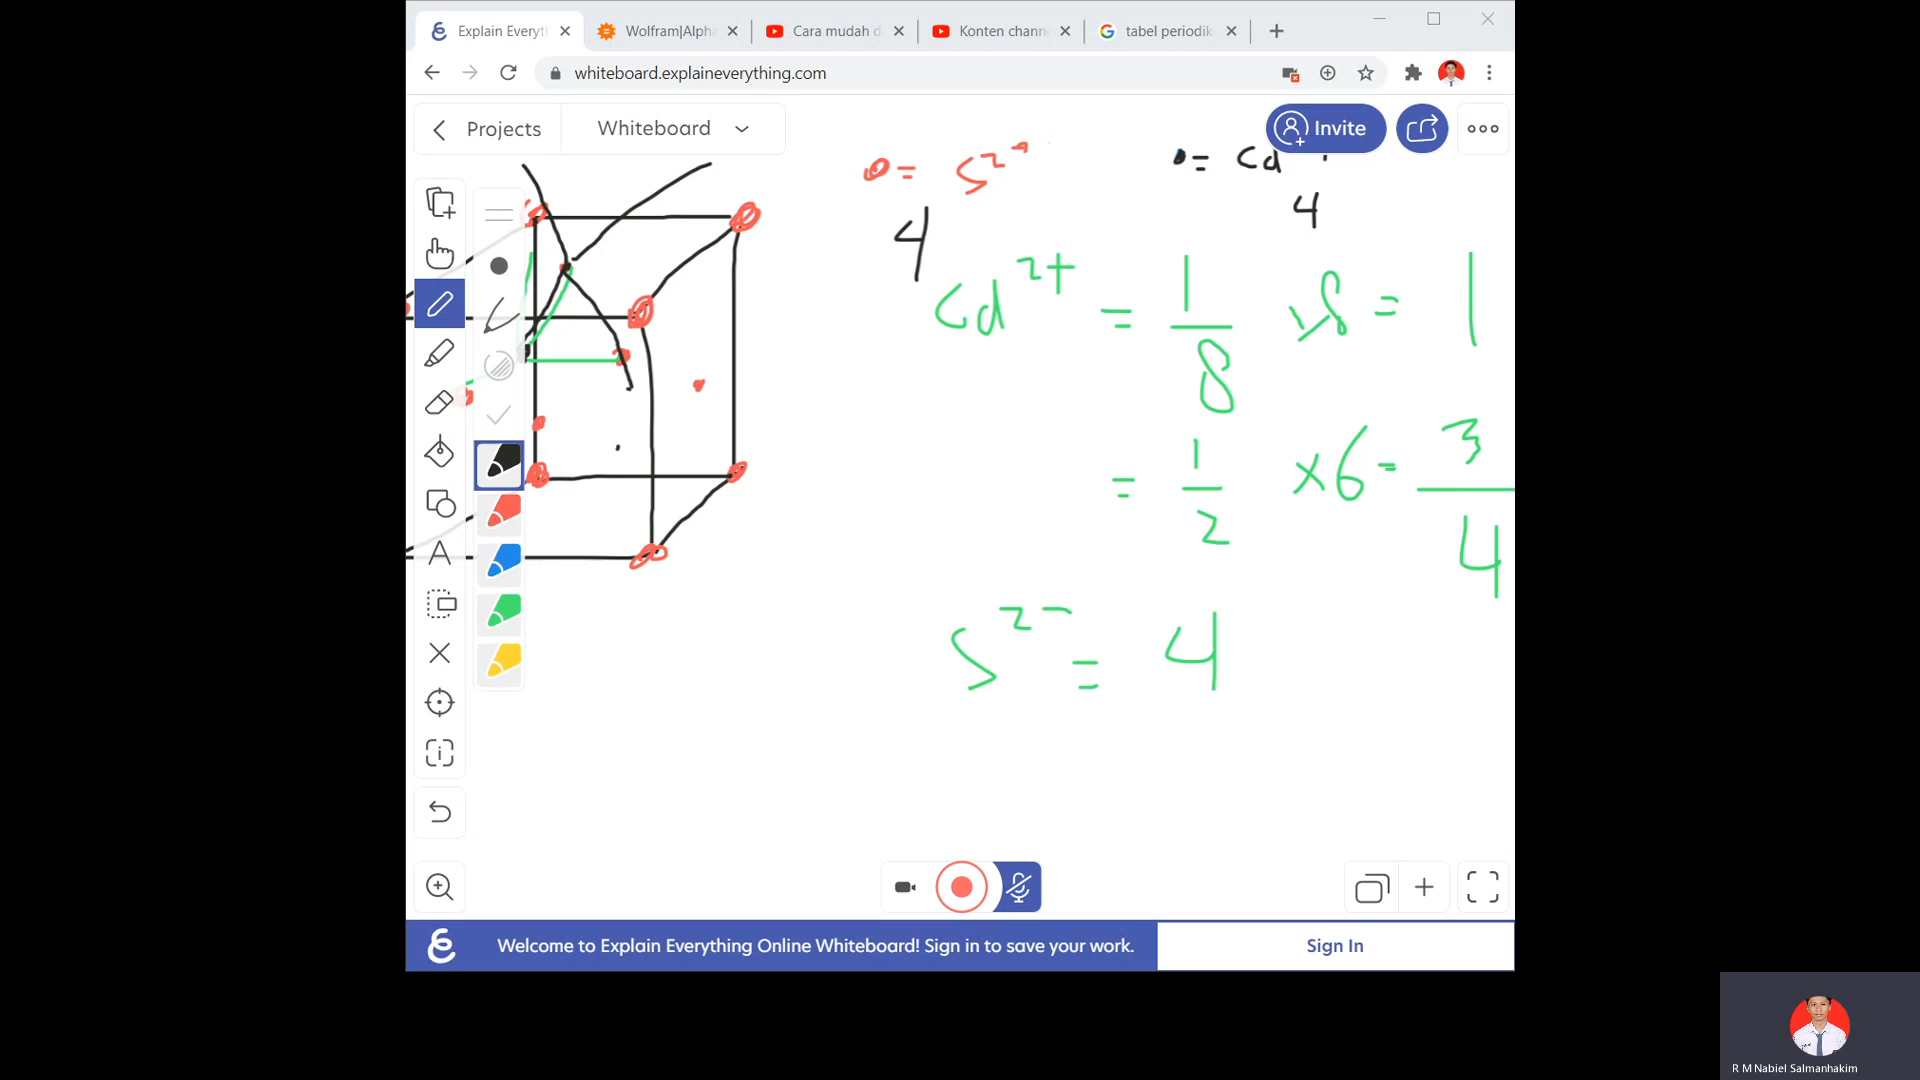 Explain Everyt
Wolfram|Alpha
Cara mudah d
Konten chann
tabel periodik
whiteboard.explaineverything.com
Projects
Whiteboard
Invite
= S²⁻
= Cd
4
4
Cd²⁺ = 1/8 x8 = 1
= 1/2 x6 = 3
4
S²⁻ = 4
A
Welcome to Explain Everything Online Whiteboard! Sign in to save your work.
Sign In
R M Nabiel Salmanhakim